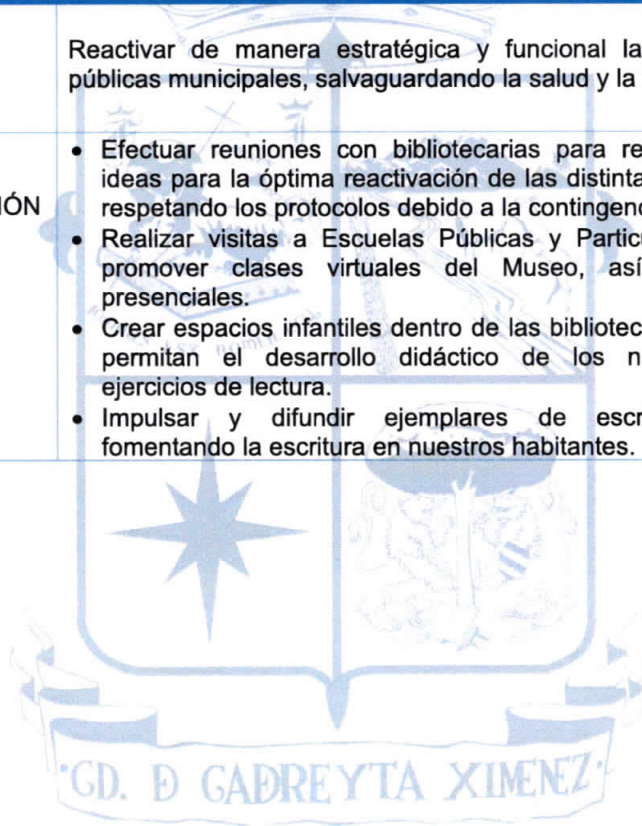 Reactivar de manera estratégica y funcional la
públicas municipales, salvaguardando la salud y la
IÓN
• Efectuar reuniones con bibliotecarias para re
ideas para la óptima reactivación de las distinta
respetando los protocolos debido a la contingenc
• Realizar visitas a Escuelas Públicas y Particu
promover clases virtuales del Museo, así
presenciales.
• Crear espacios infantiles dentro de las bibliotec
permitan el desarrollo didáctico de los n
ejercicios de lectura.
• Impulsar y difundir ejemplares de escr
fomentando la escritura en nuestros habitantes.
·GD. D CADREYTA XIMENEZ·